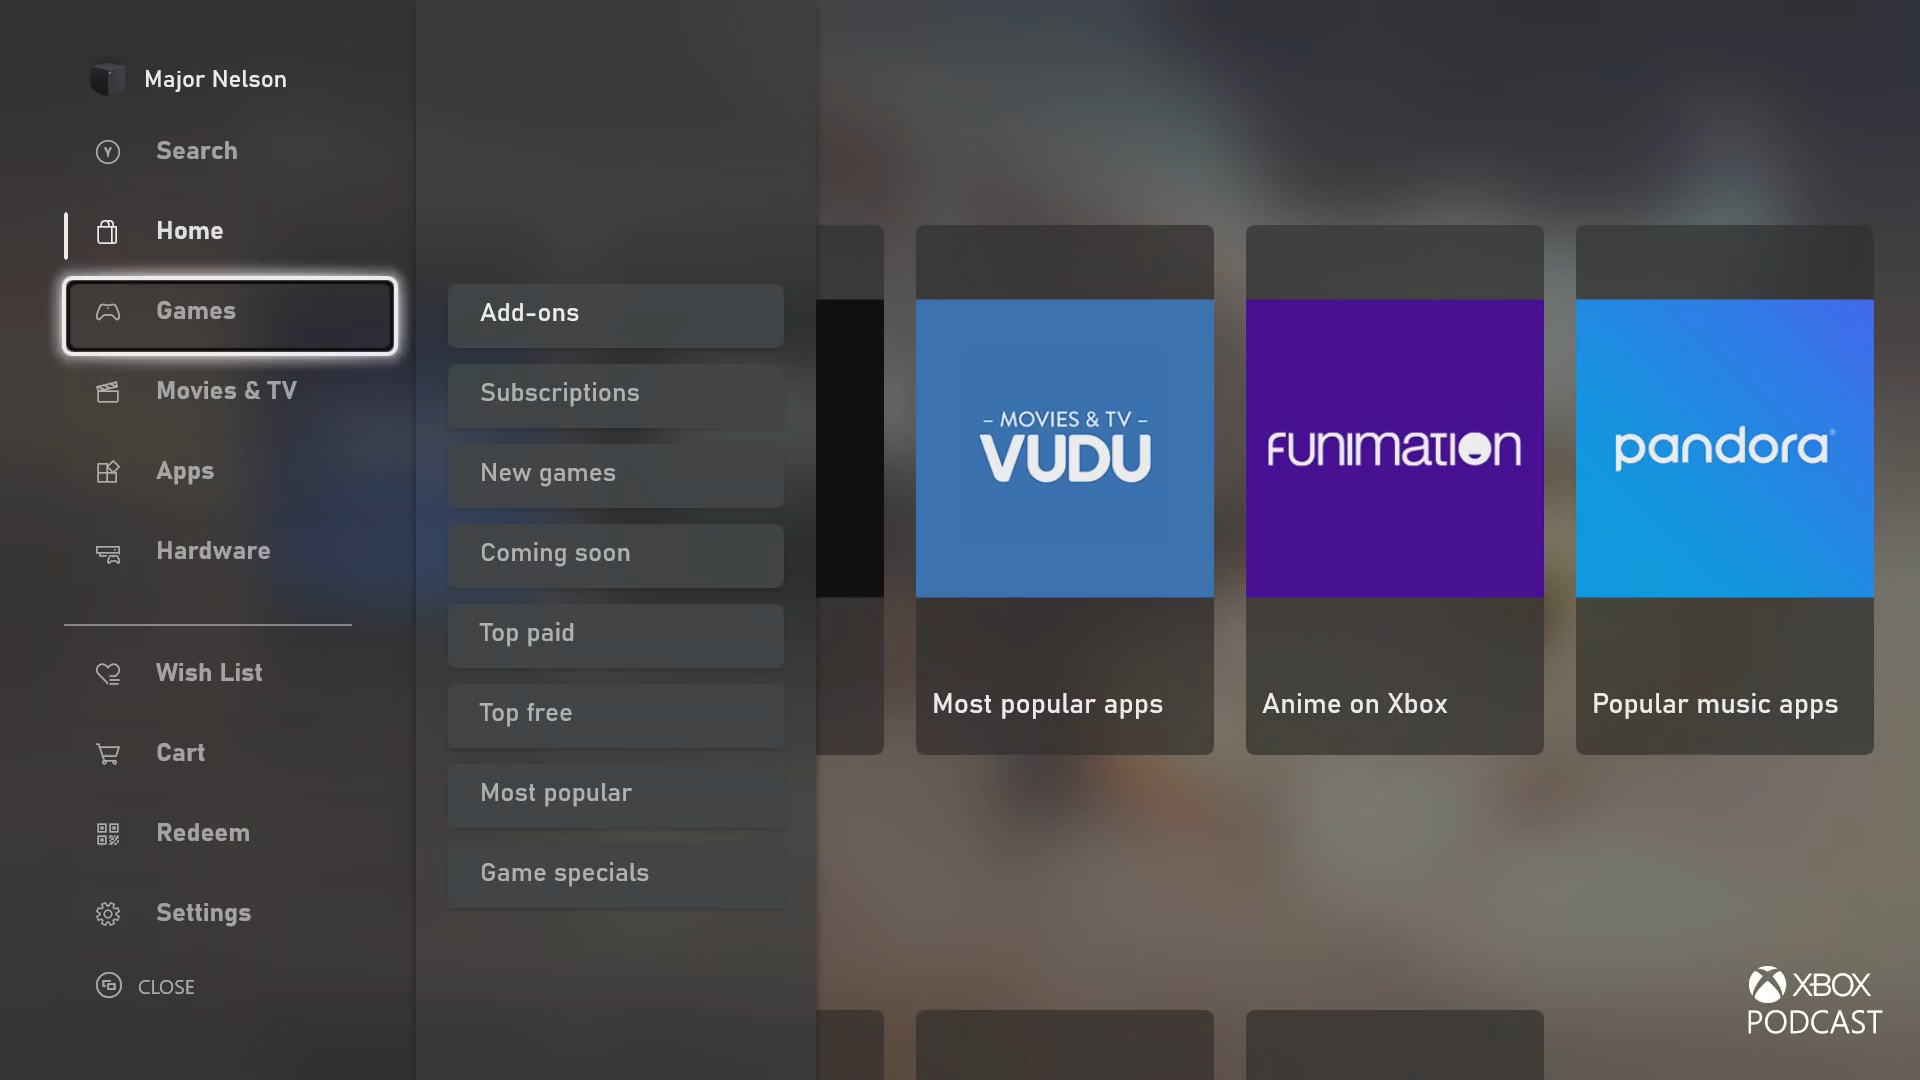 Major Nelson
Y
Search
Home
Games
Movies & TV
Apps
Hardware
Wish List
Cart
Redeem
Settings
CLOSE
Add-ons
Subscriptions
New games
Coming soon
Top paid
Top free
Most popular
Game specials
– MOVIES & TV –
VUDU
Most popular apps
FUNIMATION
Anime on Xbox
pandora®
Popular music apps
XBOX
PODCAST